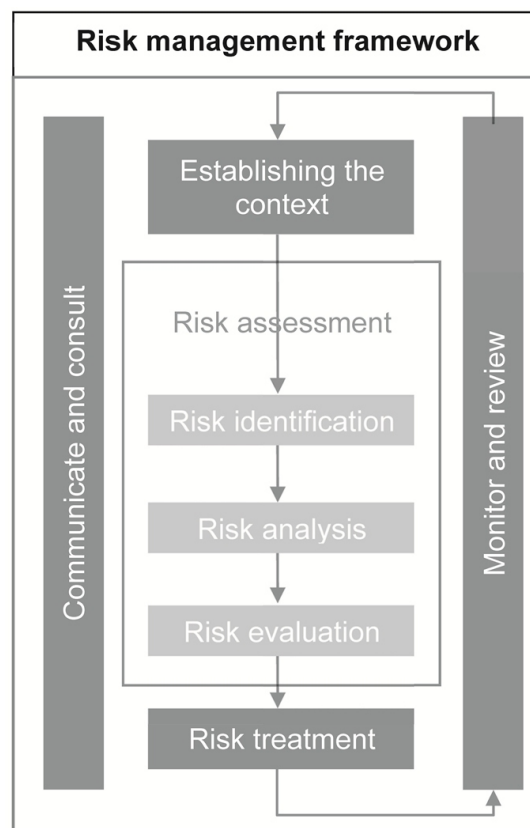 Risk management framework
Communicate and consult
Establishing the
context
Risk assessment
Risk identification
Risk analysis
Risk evaluation
Risk treatment
Monitor and review